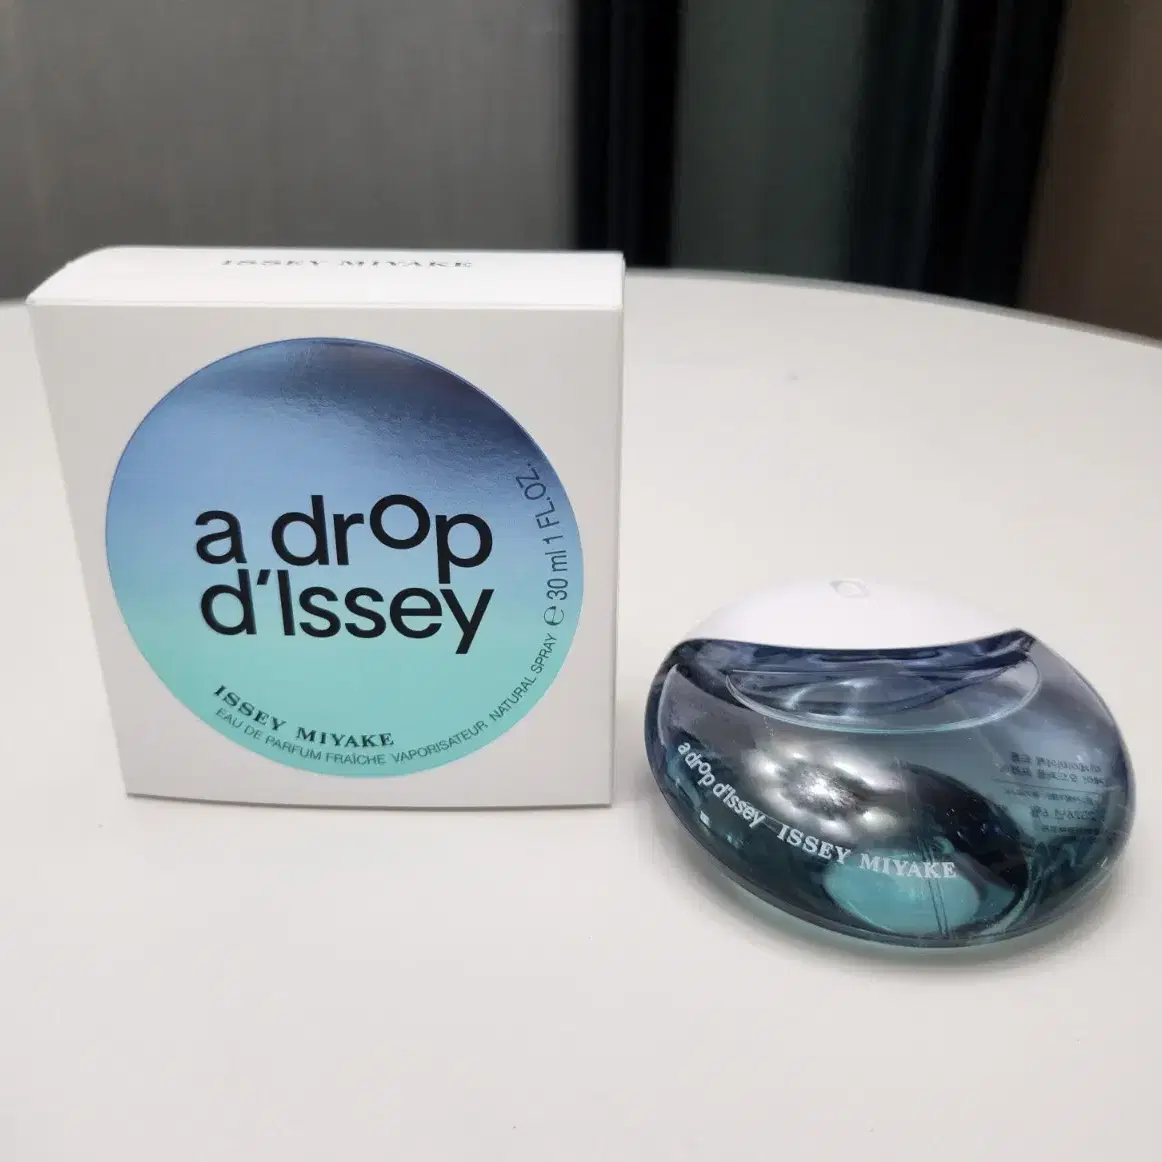 ISSEY MIYAKE
a drop
d'Issey
ISSEY MIYAKE
EAU DE PARFUM FRAÎCHE VAPORISATEUR NATURAL SPRAY ℮ 30 ml 1 FL.OZ.
a drop d'Issey ISSEY MIYAKE